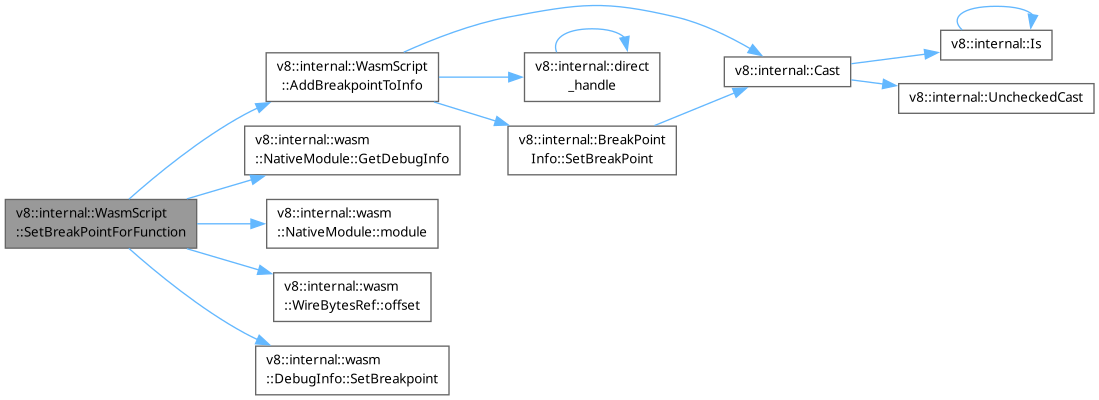 v8::internal::WasmScript
::SetBreakPointForFunction
v8::internal::WasmScript
::AddBreakpointToInfo
v8::internal::wasm
::NativeModule::GetDebugInfo
v8::internal::wasm
::NativeModule::module
v8::internal::wasm
::WireBytesRef::offset
v8::internal::wasm
::DebugInfo::SetBreakpoint
v8::internal::direct
_handle
v8::internal::BreakPoint
Info::SetBreakPoint
v8::internal::Cast
v8::internal::Is
v8::internal::UncheckedCast